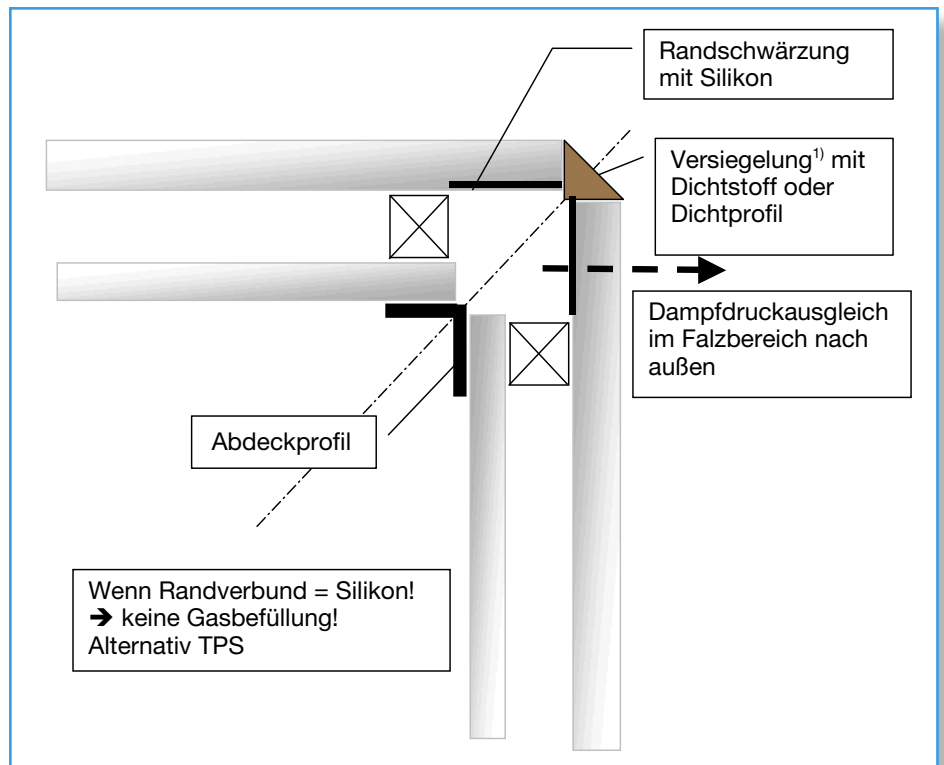 Randschwärzung
mit Silikon
Versiegelung¹⁾ mit
Dichtstoff oder
Dichtprofil
Dampfdruckausgleich
im Falzbereich nach
außen
Abdeckprofil
Wenn Randverbund = Silikon!
➔ keine Gasbefüllung!
Alternativ TPS